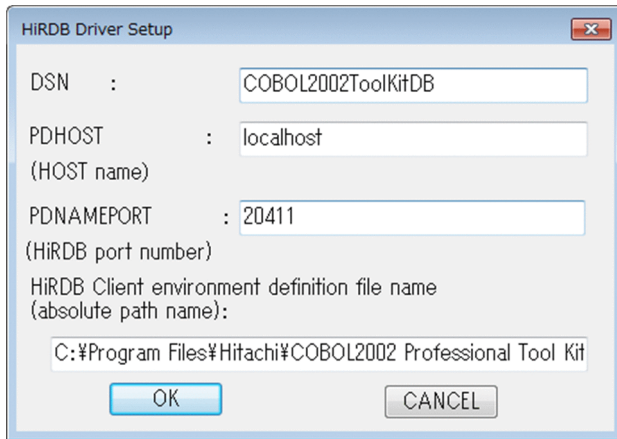 HiRDB Driver Setup
DSN : COBOL2002ToolKitDB
PDHOST : localhost
(HOST name)
PDNAMEPORT : 20411
(HiRDB port number)
HiRDB Client environment definition file name
(absolute path name):
C:¥Program Files¥Hitachi¥COBOL2002 Professional Tool Kit
OK CANCEL